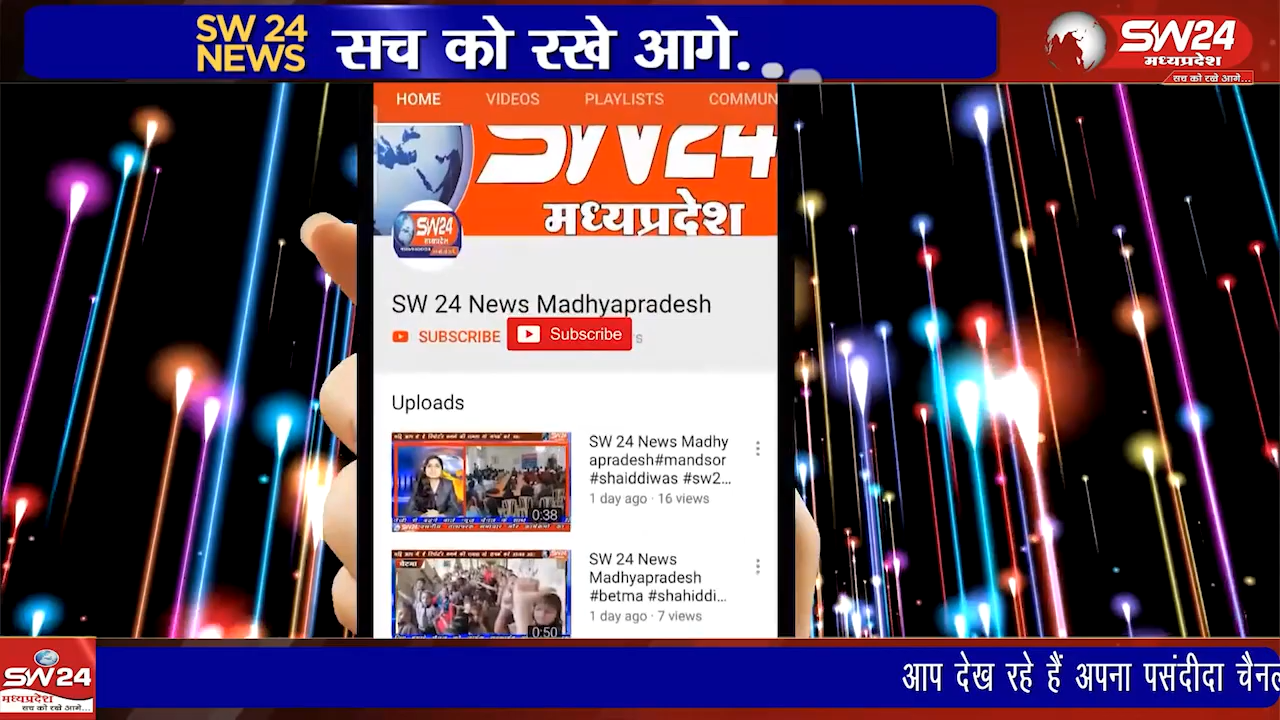 SW 24
NEWS
सच को रखे आगे...
SW24
मध्यप्रदेश
सच को रखे आगे...
HOME VIDEOS PLAYLISTS COMMUN
SW24
मध्यप्रदेश
SW24
SW 24 News Madhyapradesh
SUBSCRIBE
Subscribe
Uploads
SW 24 News Madhy
apradesh#mandsor
#shaiddiwas #sw2...
1 day ago · 16 views
0:38
SW 24 News
Madhyapradesh
#betma #shahiddi...
1 day ago · 7 views
बेटमा
0:50
SW24
मध्यप्रदेश
सच को रखे आगे...
आप देख रहे हैं अपना पसंदीदा चैनल